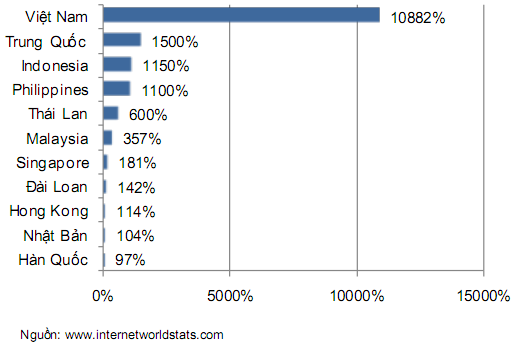 Việt Nam 10882%
Trung Quốc 1500%
Indonesia 1150%
Philippines 1100%
Thái Lan 600%
Malaysia 357%
Singapore 181%
Đài Loan 142%
Hong Kong 114%
Nhật Bản 104%
Hàn Quốc 97%
0% 5000% 10000% 15000%
Nguồn: www.internetworldstats.com